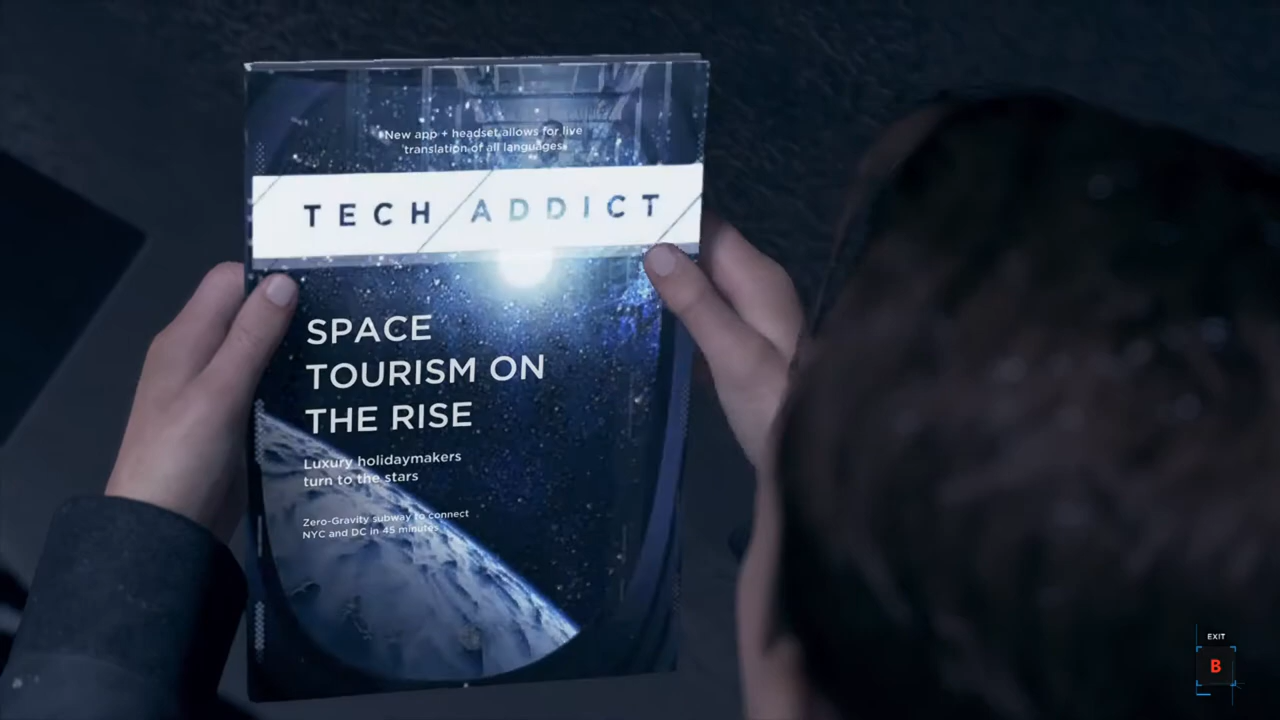 New app + headset allows for live
translation of all languages
TECH ADDICT
SPACE
TOURISM ON
THE RISE
Luxury holidaymakers
turn to the stars
Zero-Gravity subway to connect
NYC and DC in 45 minutes
EXIT
B